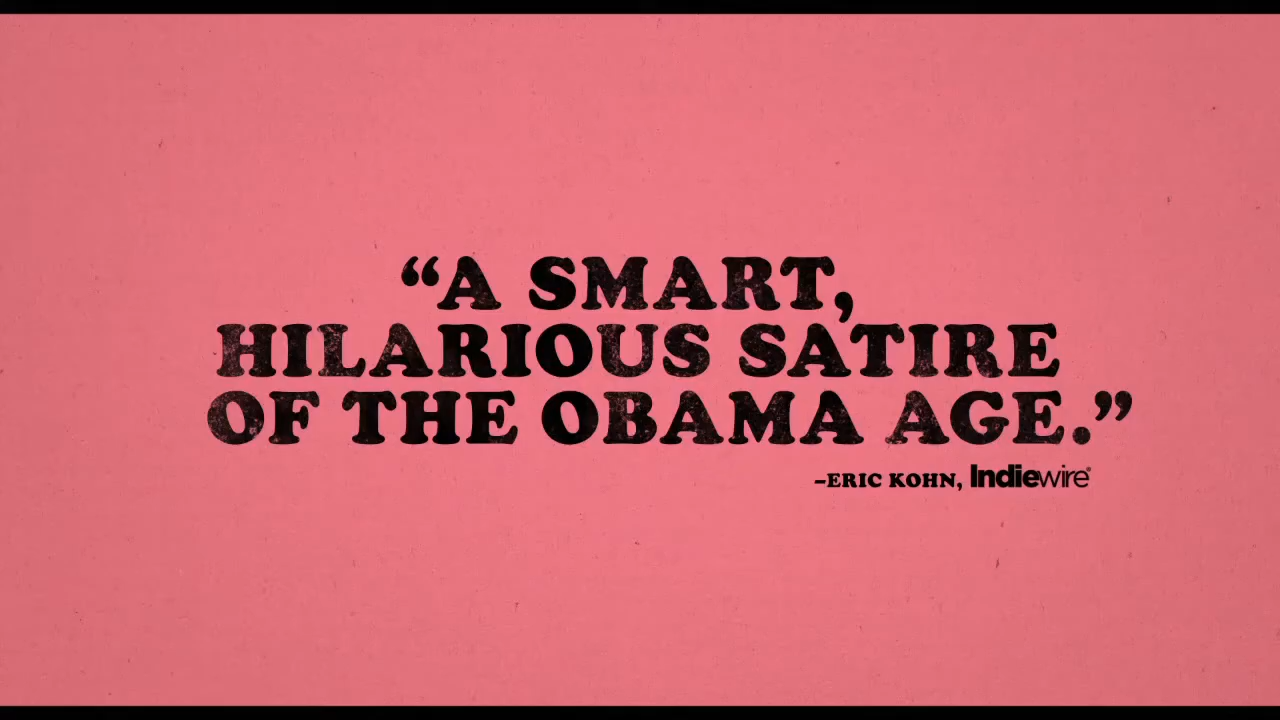 “A SMART,
HILARIOUS SATIRE
OF THE OBAMA AGE.”
–ERIC KOHN, Indiewire®